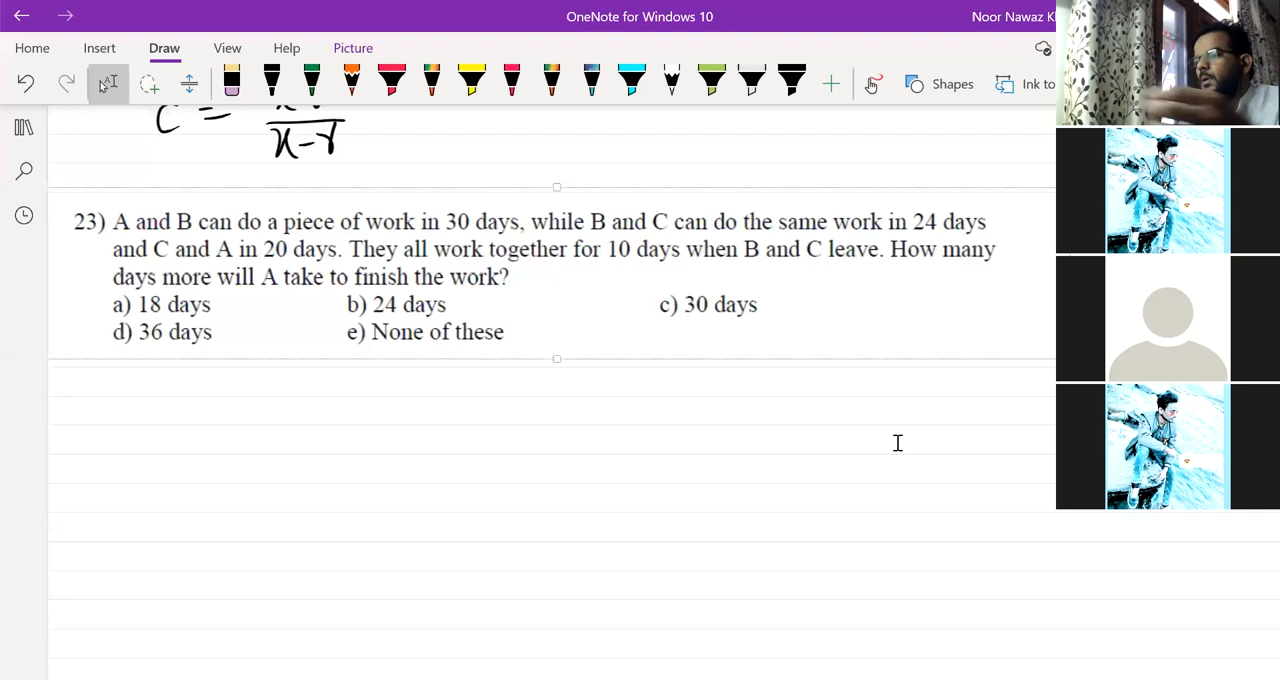 OneNote for Windows 10
Noor Nawaz K
Home Insert Draw View Help Picture
Shapes Ink to
C =
x-y
23) A and B can do a piece of work in 30 days, while B and C can do the same work in 24 days
and C and A in 20 days. They all work together for 10 days when B and C leave. How many
days more will A take to finish the work?
a) 18 days b) 24 days c) 30 days
d) 36 days e) None of these